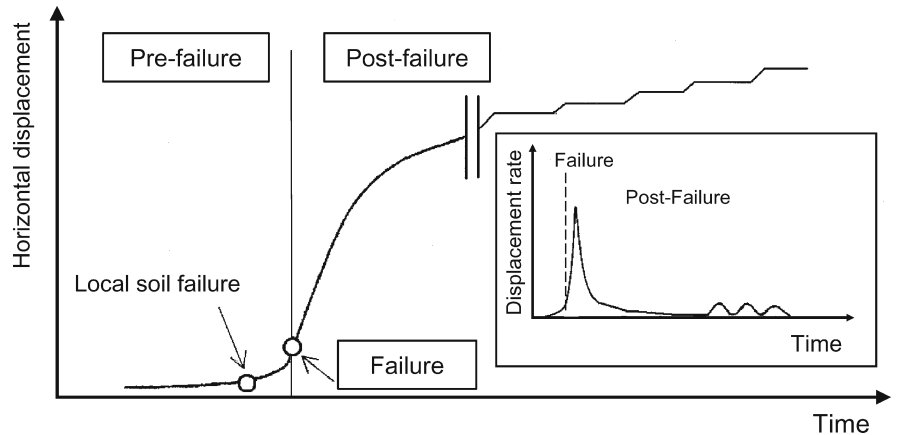 Horizontal displacement
Pre-failure
Post-failure
Local soil failure
Failure
Time
Displacement rate
Failure
Post-Failure
Time